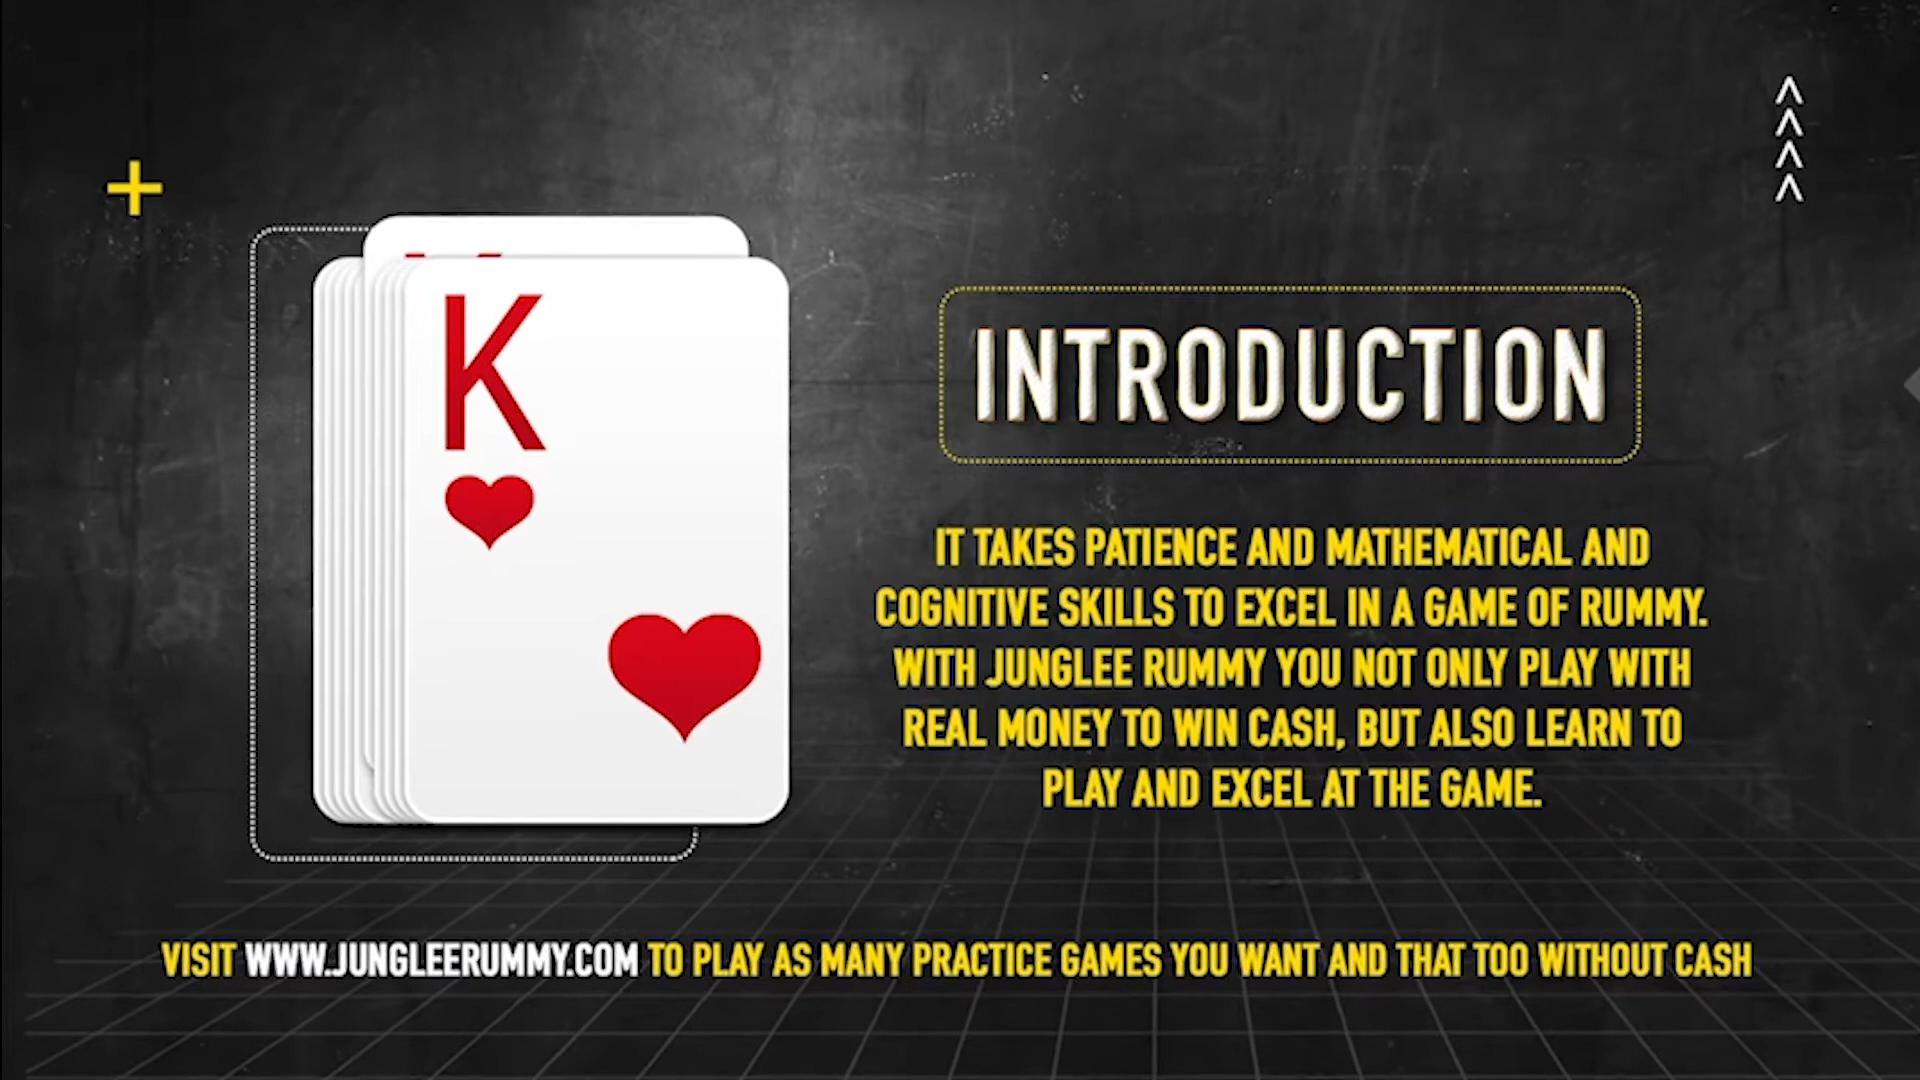 K
INTRODUCTION
IT TAKES PATIENCE AND MATHEMATICAL AND
COGNITIVE SKILLS TO EXCEL IN A GAME OF RUMMY.
WITH JUNGLEE RUMMY YOU NOT ONLY PLAY WITH
REAL MONEY TO WIN CASH, BUT ALSO LEARN TO
PLAY AND EXCEL AT THE GAME.
VISIT WWW.JUNGLEERUMMY.COM TO PLAY AS MANY PRACTICE GAMES YOU WANT AND THAT TOO WITHOUT CASH